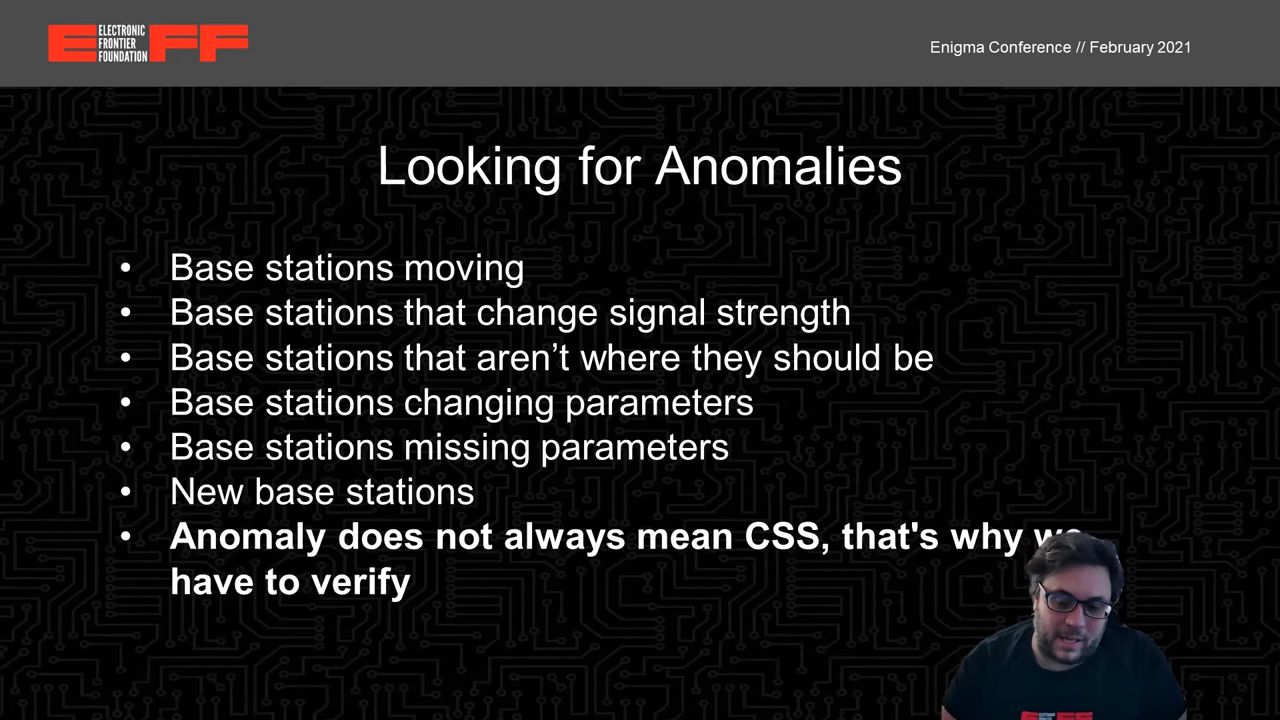 ELECTRONIC
FRONTIER
FOUNDATION
EFF
Enigma Conference // February 2021
Looking for Anomalies
• Base stations moving
• Base stations that change signal strength
• Base stations that aren’t where they should be
• Base stations changing parameters
• Base stations missing parameters
• New base stations
• Anomaly does not always mean CSS, that's why we
have to verify